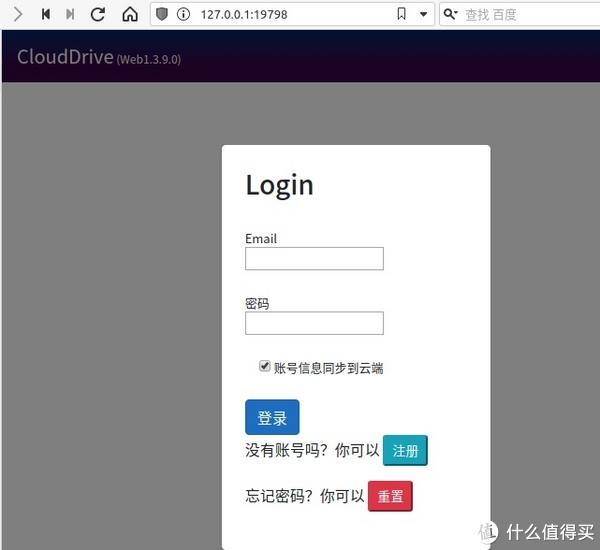 127.0.0.1:19798
查找 百度
CloudDrive (Web1.3.9.0)
Login
Email
密码
账号信息同步到云端
登录
没有账号吗？你可以 注册
忘记密码？你可以 重置
值 什么值得买